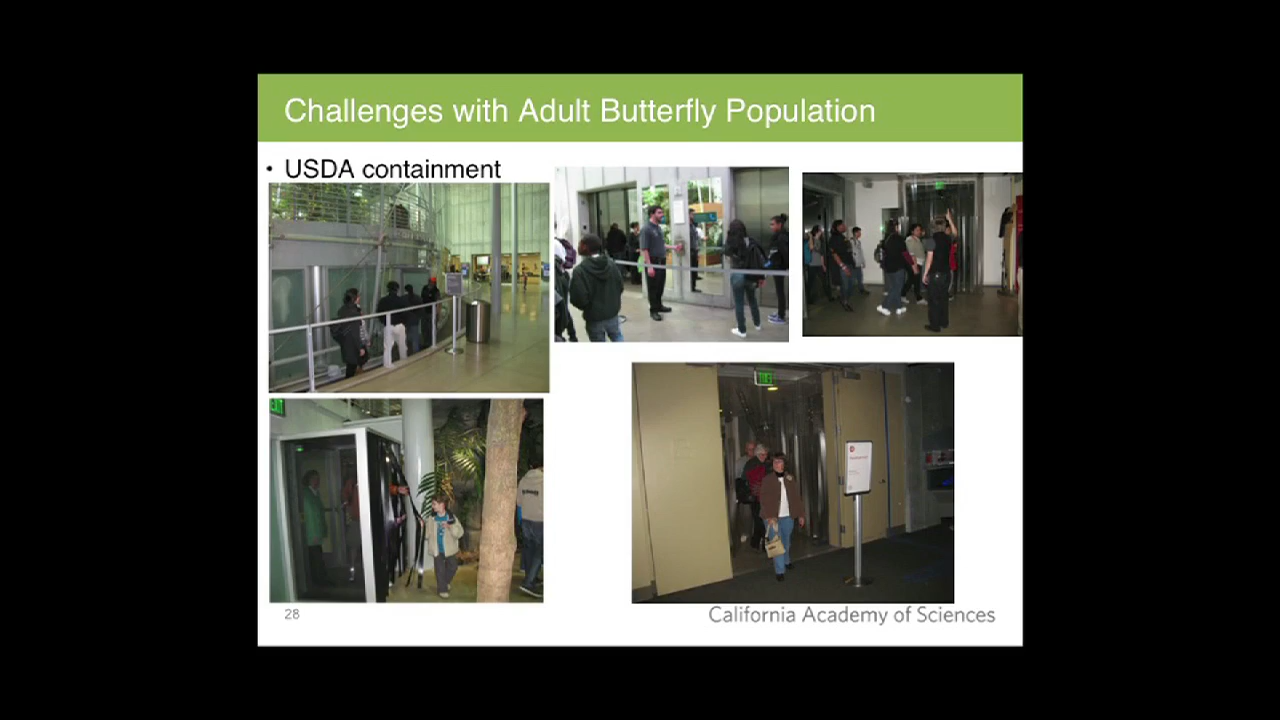 Challenges with Adult Butterfly Population
• USDA containment
28
California Academy of Sciences